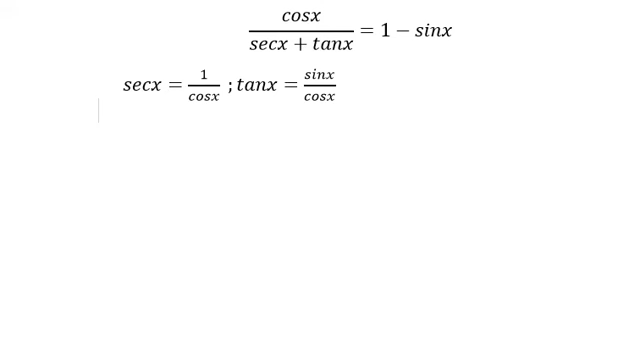 cosx / (secx + tanx) = 1 − sinx
secx = 1/cosx ; tanx = sinx/cosx